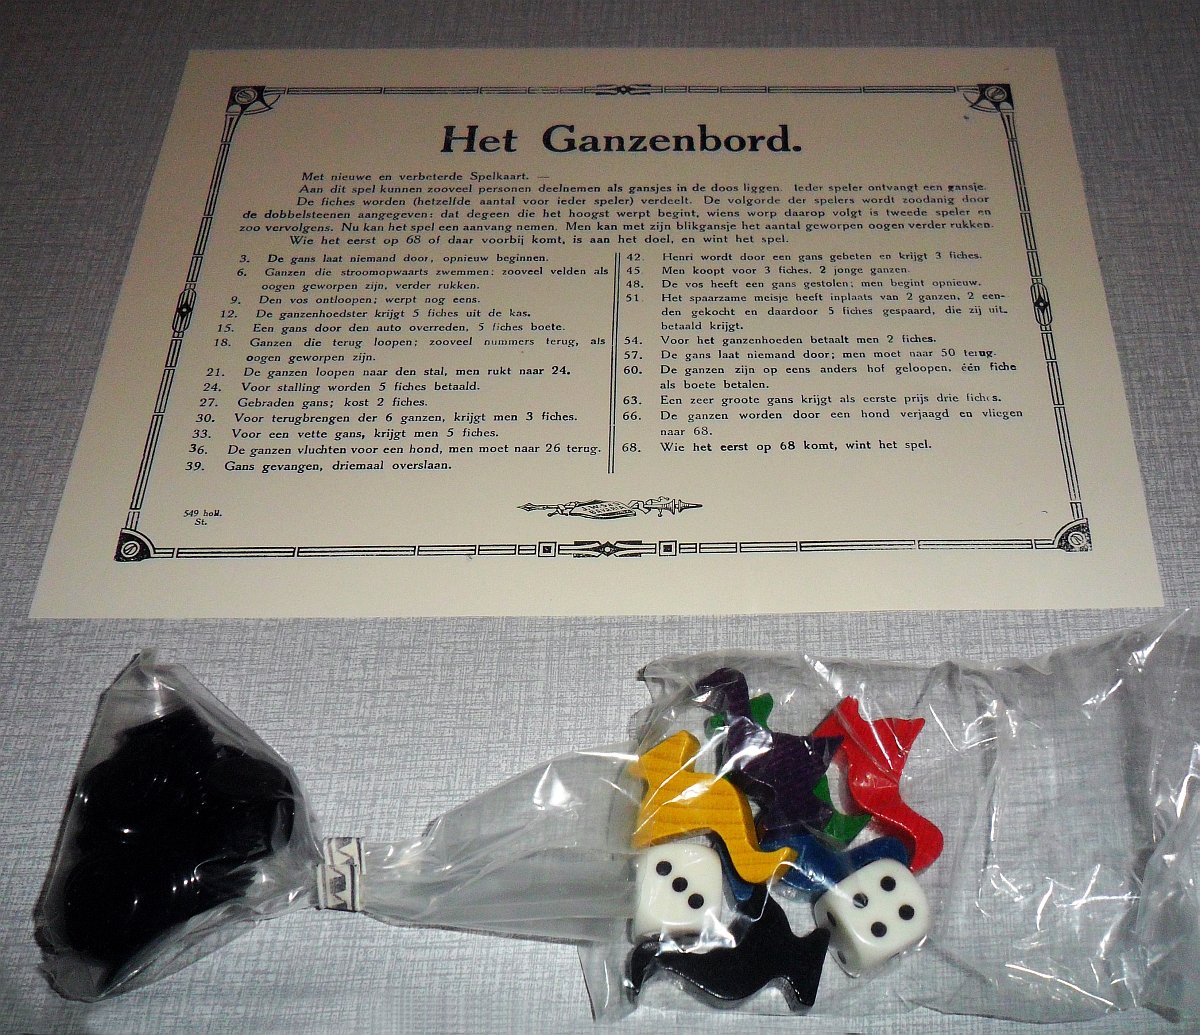 Het Ganzenbord.
Met nieuwe en verbeterde Spelkaart. —
Aan dit spel kunnen zooveel personen deelnemen als gansjes in de doos liggen. Ieder speler ontvangt een gansje.
De fiches worden (hetzelfde aantal voor ieder speler) verdeelt. De volgorde der spelers wordt zoodanig door
de dobbelsteenen aangegeven: dat degeen die het hoogst werpt begint, wiens worp daarop volgt is tweede speler en
zoo vervolgens. Nu kan het spel een aanvang nemen. Men kan met zijn blikgansje het aantal geworpen oogen verder rukken.
Wie het eerst op 68 of daar voorbij komt, is aan het doel, en wint het spel.
3. De gans laat niemand door, opnieuw beginnen.
6. Ganzen die stroomopwaarts zwemmen: zooveel velden als
oogen geworpen zijn, verder rukken.
9. Den vos ontloopen; werpt nog eens.
12. De ganzenhoedster krijgt 5 fiches uit de kas.
15. Een gans door den auto overreden, 5 fiches boete.
18. Ganzen die terug loopen; zooveel nummers terug, als
oogen geworpen zijn.
21. De ganzen loopen naar den stal, men rukt naar 24.
24. Voor stalling worden 5 fiches betaald.
27. Gebraden gans; kost 2 fiches.
30. Voor terugbrengen der 6 ganzen, krijgt men 3 fiches.
33. Voor een vette gans, krijgt men 5 fiches.
36. De ganzen vluchten voor een hond, men moet naar 26 terug.
39. Gans gevangen, driemaal overslaan.
42. Henri wordt door een gans gebeten en krijgt 3 fiches.
45. Men koopt voor 3 fiches, 2 jonge ganzen.
48. De vos heeft een gans gestolen; men begint opnieuw.
51. Het spaarzame meisje heeft inplaats van 2 ganzen, 2 een-
den gekocht en daardoor 5 fiches gespaard, die zij uit-
betaald krijgt.
54. Voor het ganzenhoeden betaalt men 2 fiches.
57. De gans laat niemand door; men moet naar 50 terug.
60. De ganzen zijn op eens anders hof geloopen, één fiche
als boete betalen.
63. Een zeer groote gans krijgt als eerste prijs drie fiches.
66. De ganzen worden door een hond verjaagd en vliegen
naar 68.
68. Wie het eerst op 68 komt, wint het spel.
549 holl.
St.